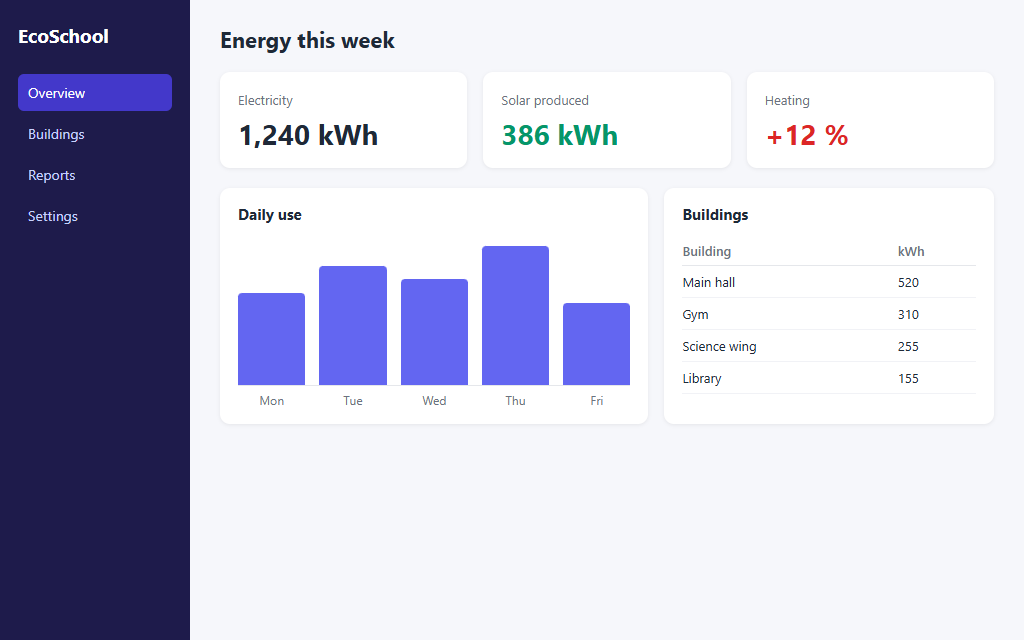 EcoSchool
Overview
Buildings
Reports
Settings
Energy this week
Electricity
1,240 kWh
Solar produced
386 kWh
Heating
+12 %
Daily use
Mon Tue Wed Thu Fri
Buildings
Building kWh
Main hall 520
Gym 310
Science wing 255
Library 155